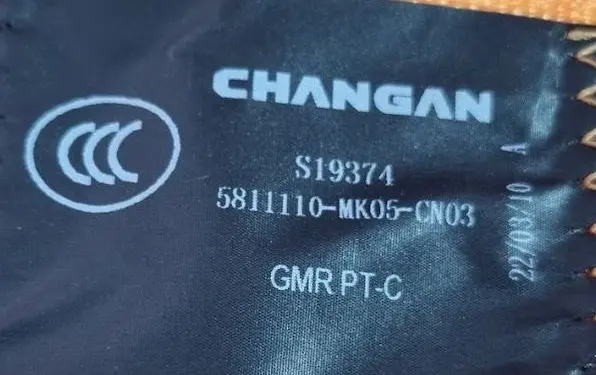 CHANGAN
CCC
S19374
5811110-MK05-CN03
GMR PT-C
22/03/10 A